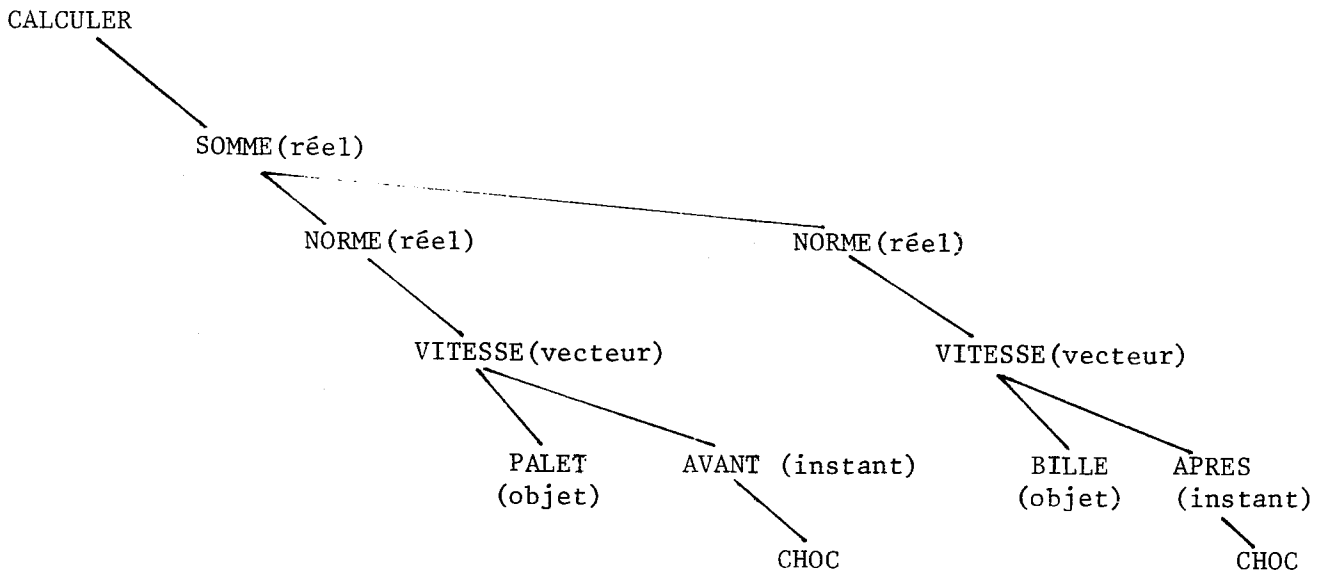 CALCULER
SOMME(réel)
NORME(réel) NORME(réel)
VITESSE(vecteur) VITESSE(vecteur)
PALET AVANT (instant) BILLE APRES
(objet) (objet) (instant)
CHOC CHOC